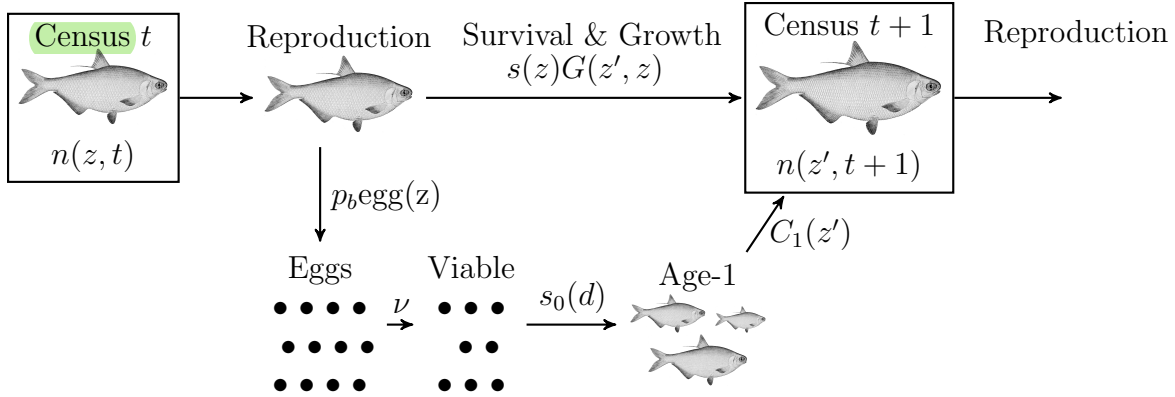 Census t
n(z, t)
Reproduction
Survival & Growth
s(z)G(z′, z)
Census t + 1
n(z′, t + 1)
Reproduction
p_b egg(z)
C_1(z′)
Eggs
ν
Viable
s_0(d)
Age-1